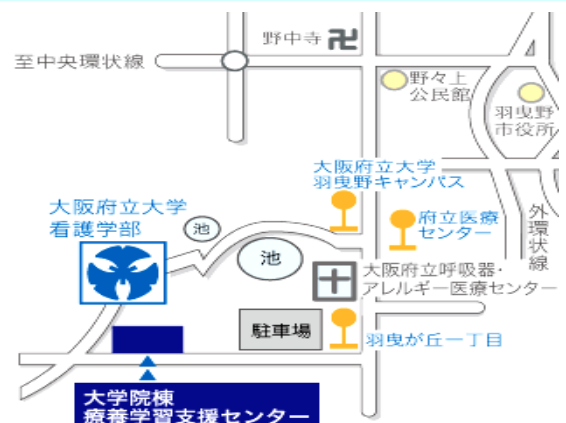 野中寺 卍
至中央環状線
野々上
公民館
羽曳野
市役所
大阪府立大学
羽曳野キャンパス
大阪府立大学
看護学部
池
府立医療
センター
外環状線
池
大阪府立呼吸器・
アレルギー医療センター
駐車場
羽曳が丘一丁目
大学院棟
療養学習支援センター